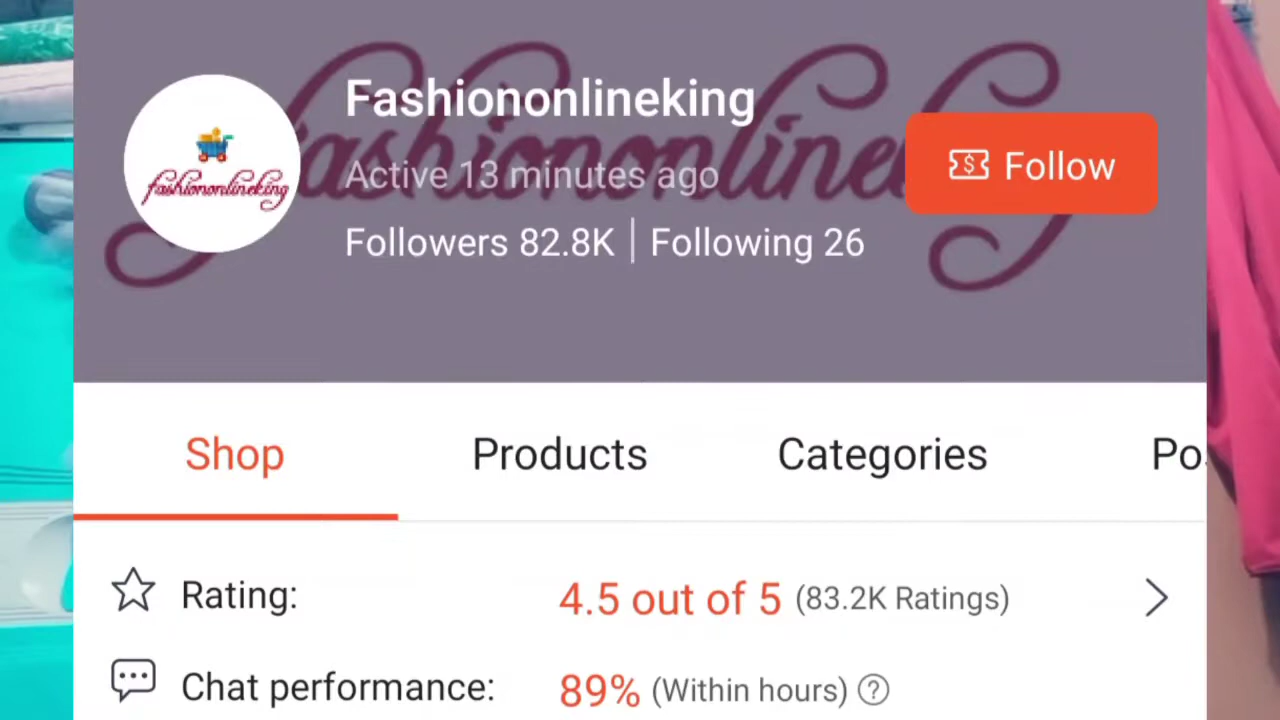 Fashiononlineking
fashiononlineking
Active 13 minutes ago
Follow
Followers 82.8K | Following 26
Shop Products Categories Po
Rating: 4.5 out of 5 (83.2K Ratings)
Chat performance: 89% (Within hours)